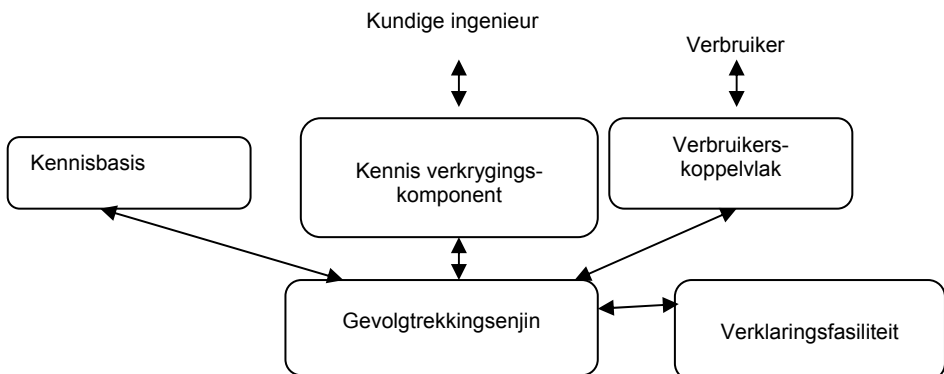 Kundige ingenieur
Verbruiker
Kennisbasis
Kennis verkrygings-
komponent
Verbruikers-
koppelvlak
Gevolgtrekkingsenjin
Verklaringsfasiliteit